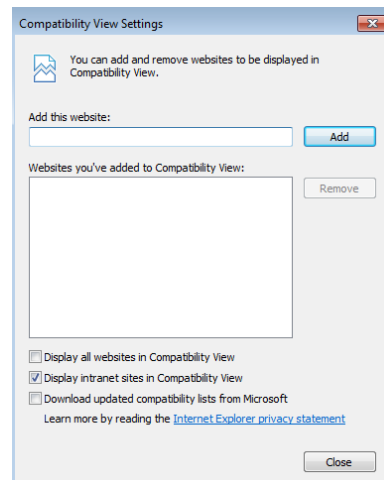 Compatibility View Settings
You can add and remove websites to be displayed in
Compatibility View.
Add this website:
Add
Websites you've added to Compatibility View:
Remove
Display all websites in Compatibility View
Display intranet sites in Compatibility View
Download updated compatibility lists from Microsoft
Learn more by reading the Internet Explorer privacy statement
Close